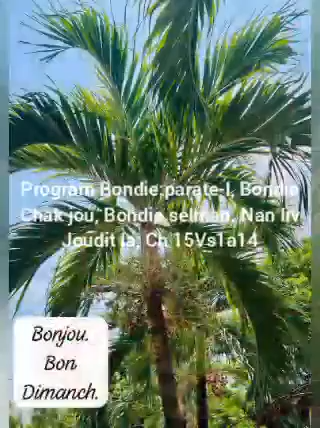 Program Bondie,parate-l, Bondie
Chak jou, Bondie selman, Nan liv
Joudit la, Ch 15Vs1a14
Bonjou.
Bon
Dimanch.